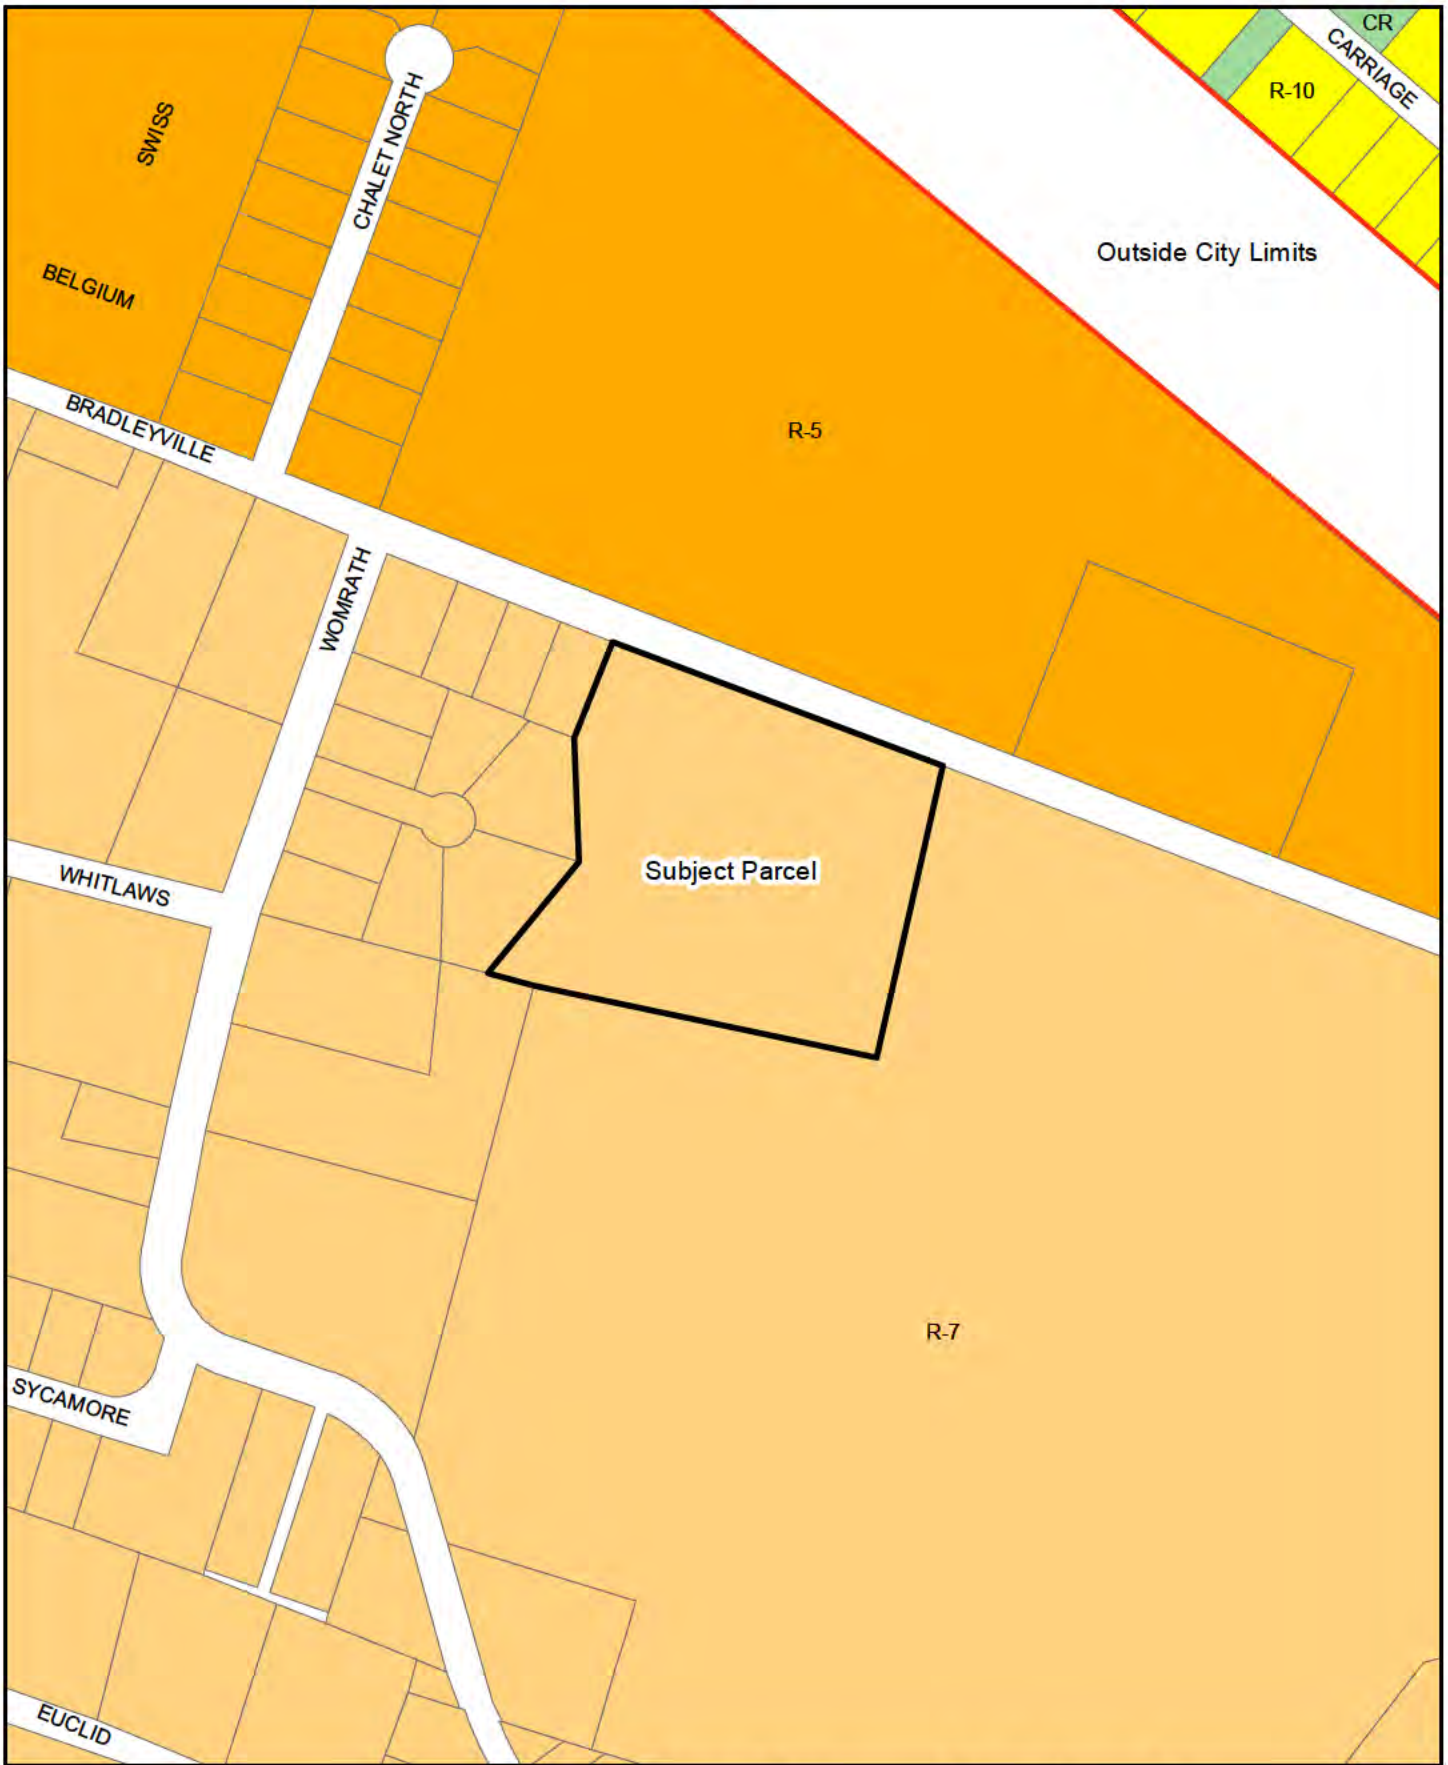 CR
CARRIAGE
R-10
CHALET NORTH
SWISS
Outside City Limits
BELGIUM
BRADLEYVILLE
R-5
WOMRATH
Subject Parcel
WHITLAWS
R-7
SYCAMORE
EUCLID